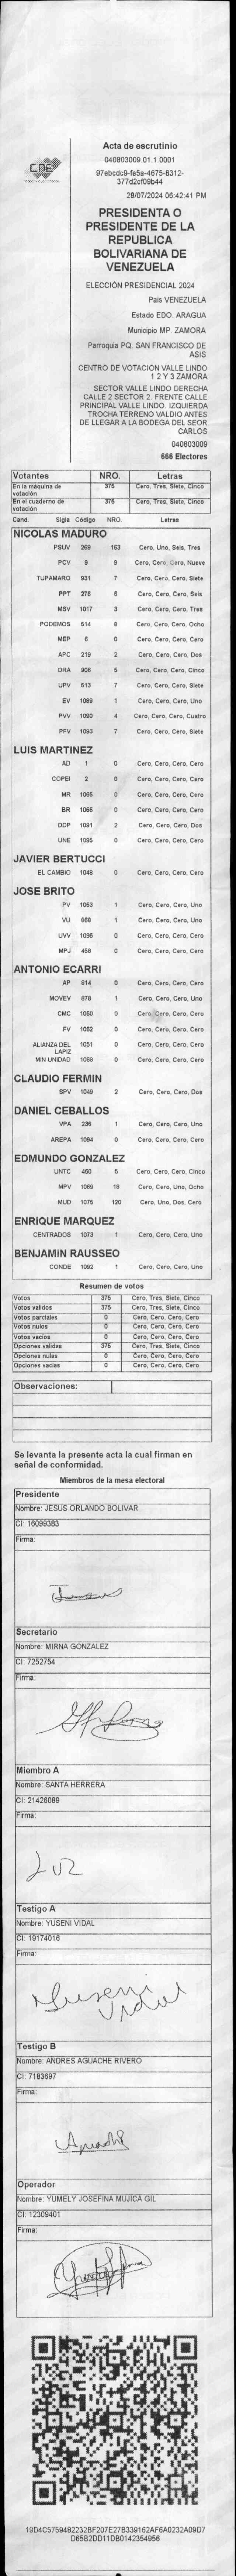 CNE
Acta de escrutinio
040803009.01.1.0001
97ebcdc9-fe5a-4675-8312-
377d2cf09b44
28/07/2024 06:42:41 PM
PRESIDENTA O
PRESIDENTE DE LA
REPUBLICA
BOLIVARIANA DE
VENEZUELA
ELECCIÓN PRESIDENCIAL 2024
Pais VENEZUELA
Estado EDO. ARAGUA
Municipio MP. ZAMORA
Parroquia PQ. SAN FRANCISCO DE
ASIS
CENTRO DE VOTACION VALLE LINDO
1 2 Y 3 ZAMORA
SECTOR VALLE LINDO DERECHA
CALLE 2 SECTOR 2. FRENTE CALLE
PRINCIPAL VALLE LINDO. IZQUIERDA
TROCHA TERRENO VALDIO ANTES
DE LLEGAR A LA BODEGA DEL SEOR
CARLOS
040803009
666 Electores
Votantes NRO. Letras
En la máquina de votación 375 Cero, Tres, Siete, Cinco
En el cuaderno de votación 375 Cero, Tres, Siete, Cinco
Cand. Sigla Código NRO. Letras
NICOLAS MADURO
PSUV 269 163 Cero, Uno, Seis, Tres
PCV 9 9 Cero, Cero, Cero, Nueve
TUPAMARO 931 7 Cero, Cero, Cero, Siete
PPT 276 6 Cero, Cero, Cero, Seis
MSV 1017 3 Cero, Cero, Cero, Tres
PODEMOS 514 8 Cero, Cero, Cero, Ocho
MEP 6 0 Cero, Cero, Cero, Cero
APC 219 2 Cero, Cero, Cero, Dos
ORA 906 5 Cero, Cero, Cero, Cinco
UPV 513 7 Cero, Cero, Cero, Siete
EV 1089 1 Cero, Cero, Cero, Uno
PVV 1090 4 Cero, Cero, Cero, Cuatro
PFV 1093 7 Cero, Cero, Cero, Siete
LUIS MARTINEZ
AD 1 0 Cero, Cero, Cero, Cero
COPEI 2 0 Cero, Cero, Cero, Cero
MR 1065 0 Cero, Cero, Cero, Cero
BR 1066 0 Cero, Cero, Cero, Cero
DDP 1091 2 Cero, Cero, Cero, Dos
UNE 1095 0 Cero, Cero, Cero, Cero
JAVIER BERTUCCI
EL CAMBIO 1048 0 Cero, Cero, Cero, Cero
JOSE BRITO
PV 1053 1 Cero, Cero, Cero, Uno
VU 868 1 Cero, Cero, Cero, Uno
UVV 1096 0 Cero, Cero, Cero, Cero
MPJ 458 0 Cero, Cero, Cero, Cero
ANTONIO ECARRI
AP 814 0 Cero, Cero, Cero, Cero
MOVEV 878 1 Cero, Cero, Cero, Uno
CMC 1050 0 Cero, Cero, Cero, Cero
FV 1062 0 Cero, Cero, Cero, Cero
ALIANZA DEL LAPIZ 1051 0 Cero, Cero, Cero, Cero
MIN UNIDAD 1068 0 Cero, Cero, Cero, Cero
CLAUDIO FERMIN
SPV 1049 2 Cero, Cero, Cero, Dos
DANIEL CEBALLOS
VPA 236 1 Cero, Cero, Cero, Uno
AREPA 1094 0 Cero, Cero, Cero, Cero
EDMUNDO GONZALEZ
UNTC 460 5 Cero, Cero, Cero, Cinco
MPV 1069 18 Cero, Cero, Uno, Ocho
MUD 1075 120 Cero, Uno, Dos, Cero
ENRIQUE MARQUEZ
CENTRADOS 1073 1 Cero, Cero, Cero, Uno
BENJAMIN RAUSSEO
CONDE 1092 1 Cero, Cero, Cero, Uno
Resumen de votos
Votos 375 Cero, Tres, Siete, Cinco
Votos validos 375 Cero, Tres, Siete, Cinco
Votos parciales 0 Cero, Cero, Cero, Cero
Votos nulos 0 Cero, Cero, Cero, Cero
Votos vacios 0 Cero, Cero, Cero, Cero
Opciones validas 375 Cero, Tres, Siete, Cinco
Opciones nulas 0 Cero, Cero, Cero, Cero
Opciones vacias 0 Cero, Cero, Cero, Cero
Observaciones:
Se levanta la presente acta la cual firman en
señal de conformidad.
Miembros de la mesa electoral
Presidente
Nombre: JESUS ORLANDO BOLIVAR
CI: 16099383
Firma:
Secretario
Nombre: MIRNA GONZALEZ
CI: 7252754
Firma:
Miembro A
Nombre: SANTA HERRERA
CI: 21426089
Firma:
Luz
Testigo A
Nombre: YUSENI VIDAL
CI: 19174016
Firma:
Yuseni
Vidal
Testigo B
Nombre: ANDRES AGUACHE RIVERO
CI: 7183697
Firma:
Aguache
Operador
Nombre: YUMELY JOSEFINA MUJICA GIL
CI: 12309401
Firma:
19D4C5759482232BF207E27B339162AF6A0232A09D7
D65B2DD11DB0142354956